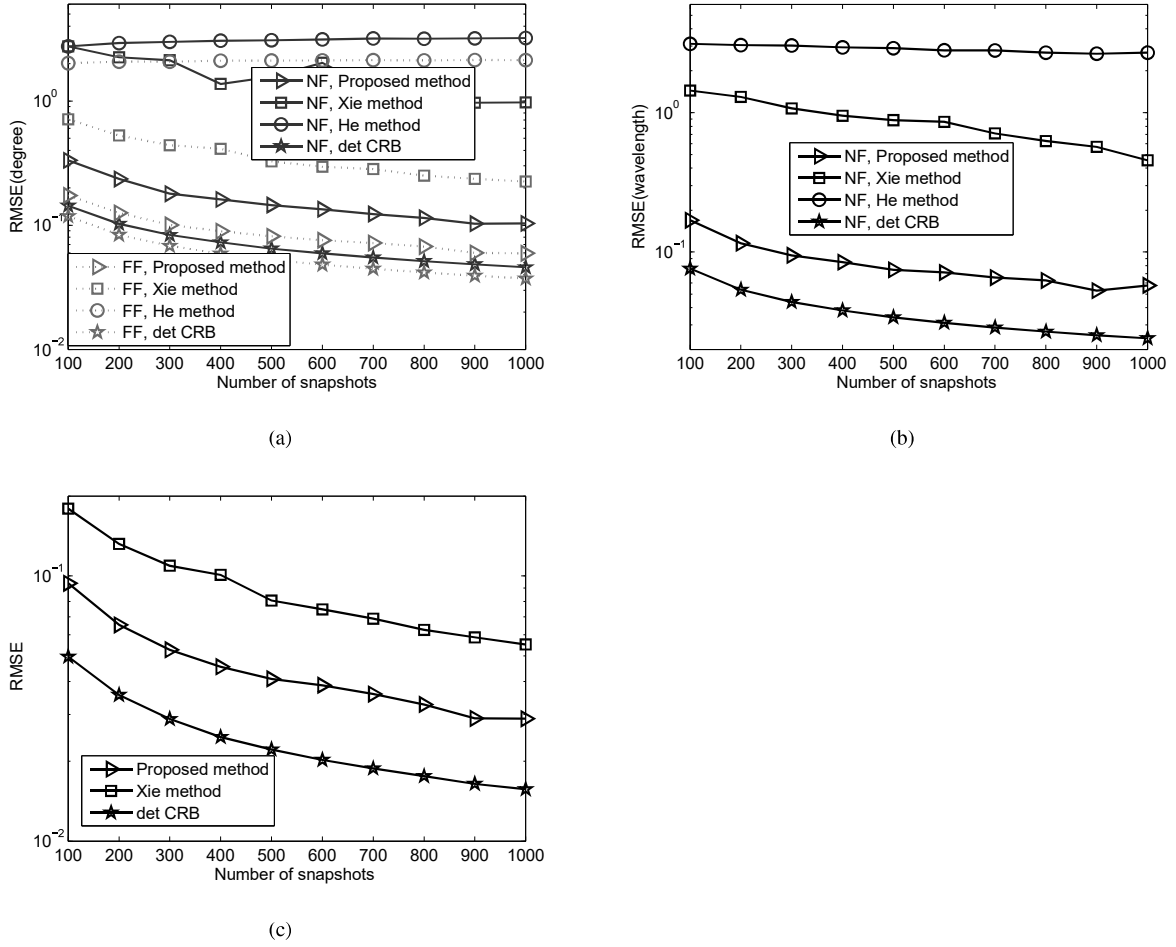 RMSE(degree)
10^0
10^−1
10^−2
NF, Proposed method
NF, Xie method
NF, He method
NF, det CRB
FF, Proposed method
FF, Xie method
FF, He method
FF, det CRB
100 200 300 400 500 600 700 800 900 1000
Number of snapshots
(a)
RMSE(wavelength)
10^0
10^−1
NF, Proposed method
NF, Xie method
NF, He method
NF, det CRB
100 200 300 400 500 600 700 800 900 1000
Number of snapshots
(b)
RMSE
10^−1
10^−2
Proposed method
Xie method
det CRB
100 200 300 400 500 600 700 800 900 1000
Number of snapshots
(c)